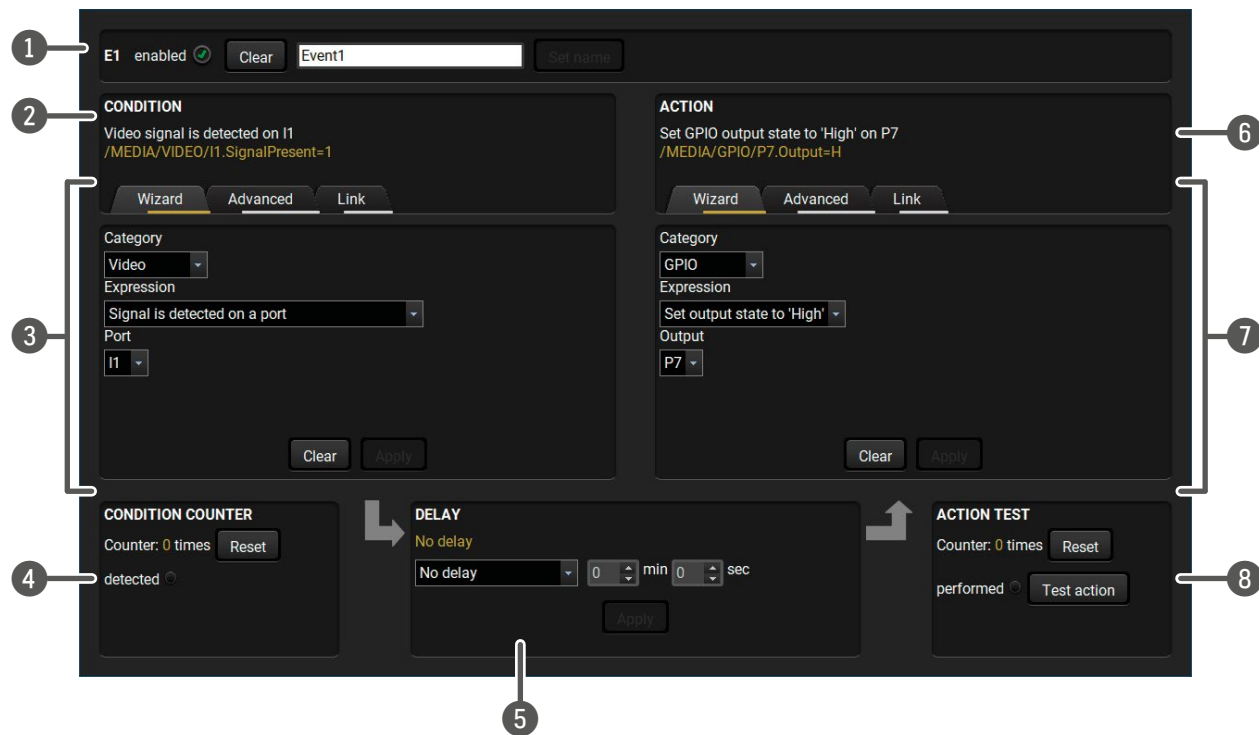 1
E1 enabled Clear Event1 Set name
2
CONDITION
Video signal is detected on I1
/MEDIA/VIDEO/I1.SignalPresent=1
Wizard Advanced Link
3
Category
Video
Expression
Signal is detected on a port
Port
I1
Clear Apply
ACTION
Set GPIO output state to 'High' on P7
/MEDIA/GPIO/P7.Output=H
6
Wizard Advanced Link
Category
GPIO
Expression
Set output state to 'High'
Output
P7
Clear Apply
7
CONDITION COUNTER
Counter: 0 times Reset
4
detected
DELAY
No delay
No delay 0 min 0 sec
Apply
5
ACTION TEST
Counter: 0 times Reset
performed Test action
8